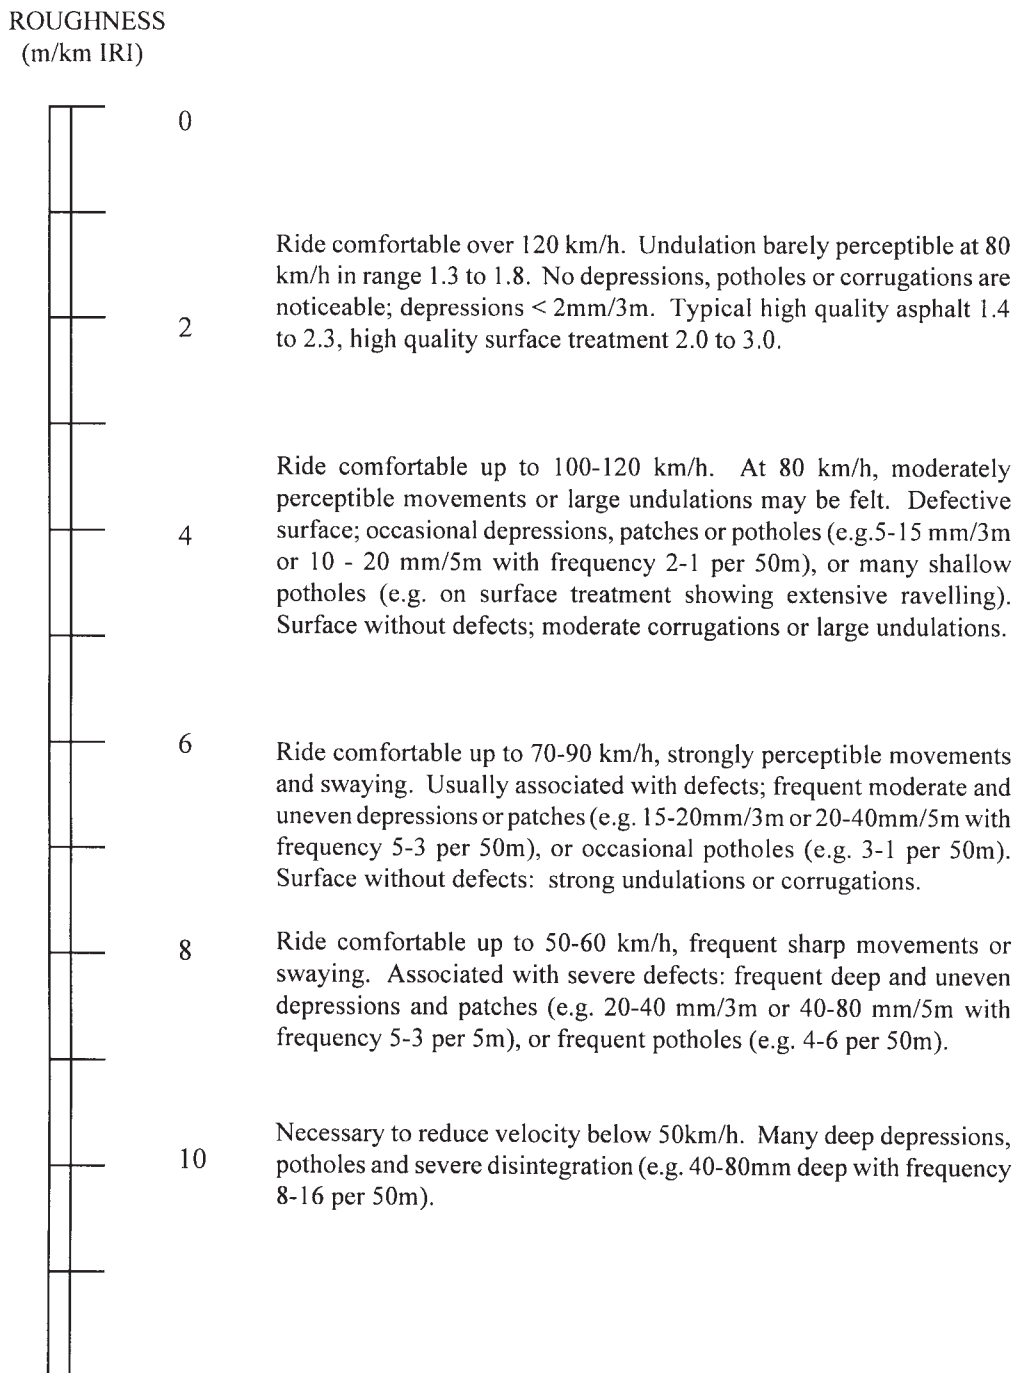 ROUGHNESS
(m/km IRI)
0
Ride comfortable over 120 km/h. Undulation barely perceptible at 80
km/h in range 1.3 to 1.8. No depressions, potholes or corrugations are
noticeable; depressions < 2mm/3m. Typical high quality asphalt 1.4
to 2.3, high quality surface treatment 2.0 to 3.0.
2
Ride comfortable up to 100-120 km/h. At 80 km/h, moderately
perceptible movements or large undulations may be felt. Defective
surface; occasional depressions, patches or potholes (e.g.5-15 mm/3m
or 10 - 20 mm/5m with frequency 2-1 per 50m), or many shallow
potholes (e.g. on surface treatment showing extensive ravelling).
Surface without defects; moderate corrugations or large undulations.
4
6
Ride comfortable up to 70-90 km/h, strongly perceptible movements
and swaying. Usually associated with defects; frequent moderate and
uneven depressions or patches (e.g. 15-20mm/3m or 20-40mm/5m with
frequency 5-3 per 50m), or occasional potholes (e.g. 3-1 per 50m).
Surface without defects: strong undulations or corrugations.
8
Ride comfortable up to 50-60 km/h, frequent sharp movements or
swaying. Associated with severe defects: frequent deep and uneven
depressions and patches (e.g. 20-40 mm/3m or 40-80 mm/5m with
frequency 5-3 per 5m), or frequent potholes (e.g. 4-6 per 50m).
10
Necessary to reduce velocity below 50km/h. Many deep depressions,
potholes and severe disintegration (e.g. 40-80mm deep with frequency
8-16 per 50m).